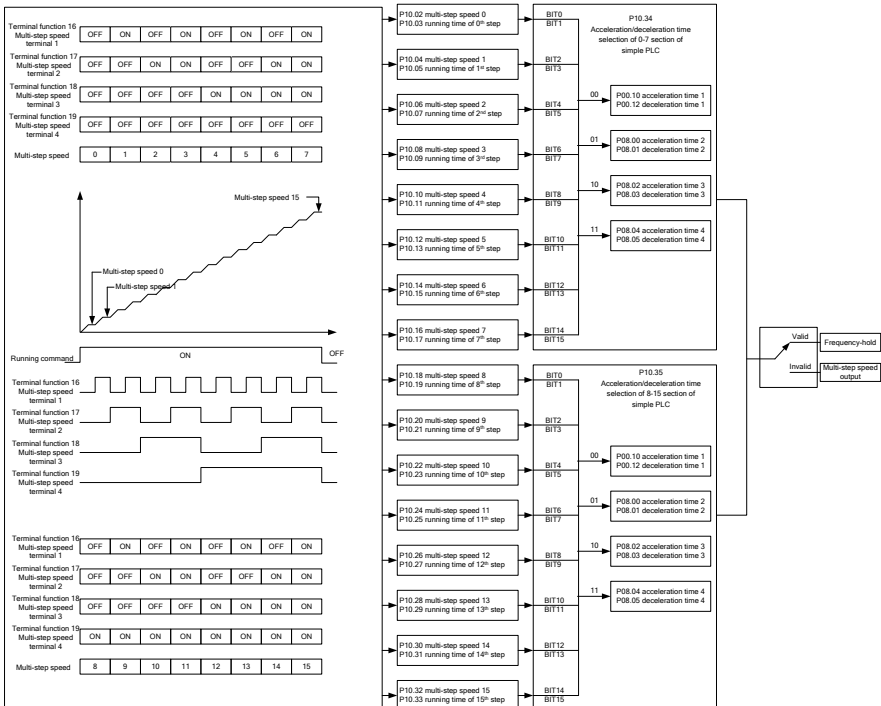 Terminal function 16
Multi-step speed
terminal 1
OFF ON OFF ON OFF ON OFF ON
Terminal function 17
Multi-step speed
terminal 2
OFF OFF ON ON OFF OFF ON ON
Terminal function 18
Multi-step speed
terminal 3
OFF OFF OFF OFF ON ON ON ON
Terminal function 19
Multi-step speed
terminal 4
OFF OFF OFF OFF OFF OFF OFF OFF
Multi-step speed
0 1 2 3 4 5 6 7
Multi-step speed 15
Multi-step speed 0
Multi-step speed 1
Running command
ON
OFF
Terminal function 16
Multi-step speed
terminal 1
Terminal function 17
Multi-step speed
terminal 2
Terminal function 18
Multi-step speed
terminal 3
Terminal function 19
Multi-step speed
terminal 4
Terminal function 16
Multi-step speed
terminal 1
OFF ON OFF ON OFF ON OFF ON
Terminal function 17
Multi-step speed
terminal 2
OFF OFF ON ON OFF OFF ON ON
Terminal function 18
Multi-step speed
terminal 3
OFF OFF OFF OFF ON ON ON ON
Terminal function 19
Multi-step speed
terminal 4
ON ON ON ON ON ON ON ON
Multi-step speed
8 9 10 11 12 13 14 15
P10.02 multi-step speed 0
P10.03 running time of 0th step
P10.04 multi-step speed 1
P10.05 running time of 1st step
P10.06 multi-step speed 2
P10.07 running time of 2nd step
P10.08 multi-step speed 3
P10.09 running time of 3rd step
P10.10 multi-step speed 4
P10.11 running time of 4th step
P10.12 multi-step speed 5
P10.13 running time of 5th step
P10.14 multi-step speed 6
P10.15 running time of 6th step
P10.16 multi-step speed 7
P10.17 running time of 7th step
P10.18 multi-step speed 8
P10.19 running time of 8th step
P10.20 multi-step speed 9
P10.21 running time of 9th step
P10.22 multi-step speed 10
P10.23 running time of 10th step
P10.24 multi-step speed 11
P10.25 running time of 11th step
P10.26 multi-step speed 12
P10.27 running time of 12th step
P10.28 multi-step speed 13
P10.29 running time of 13th step
P10.30 multi-step speed 14
P10.31 running time of 14th step
P10.32 multi-step speed 15
P10.33 running time of 15th step
BIT0
BIT1
BIT2
BIT3
BIT4
BIT5
BIT6
BIT7
BIT8
BIT9
BIT10
BIT11
BIT12
BIT13
BIT14
BIT15
P10.34
Acceleration/deceleration time
selection of 0-7 section of
simple PLC
00
P00.10 acceleration time 1
P00.12 deceleration time 1
01
P08.00 acceleration time 2
P08.01 deceleration time 2
10
P08.02 acceleration time 3
P08.03 deceleration time 3
11
P08.04 acceleration time 4
P08.05 deceleration time 4
BIT0
BIT1
BIT2
BIT3
BIT4
BIT5
BIT6
BIT7
BIT8
BIT9
BIT10
BIT11
BIT12
BIT13
BIT14
BIT15
P10.35
Acceleration/deceleration time
selection of 8-15 section of
simple PLC
00
P00.10 acceleration time 1
P00.12 deceleration time 1
01
P08.00 acceleration time 2
P08.01 deceleration time 2
10
P08.02 acceleration time 3
P08.03 deceleration time 3
11
P08.04 acceleration time 4
P08.05 deceleration time 4
Valid
Frequency-hold
Invalid
Multi-step speed
output